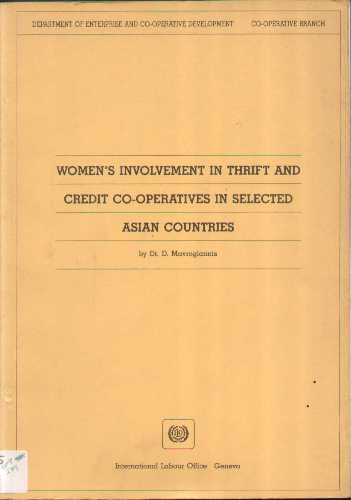 DEPARTMENT OF ENTERPRISE AND CO-OPERATIVE DEVELOPMENT CO-OPERATIVE BRANCH
WOMEN'S INVOLVEMENT IN THRIFT AND
CREDIT CO-OPERATIVES IN SELECTED
ASIAN COUNTRIES
by Dr. D. Mavrogiannis
International Labour Office Geneva